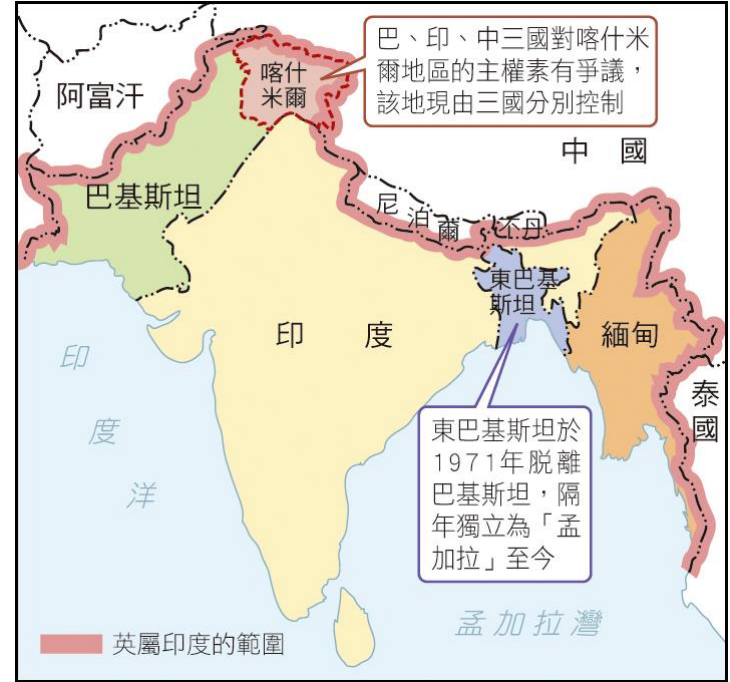 巴、印、中三國對喀什米
爾地區的主權素有爭議，
該地現由三國分別控制
喀什
米爾
阿富汗
中國
巴基斯坦
尼泊爾
不丹
東巴基
斯坦
印度
緬甸
泰國
印度洋
東巴基斯坦於
1971年脫離
巴基斯坦，隔
年獨立為「孟
加拉」至今
孟加拉灣
英屬印度的範圍